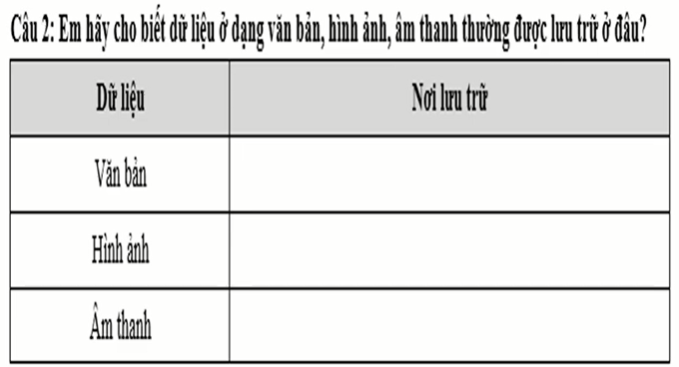 Câu 2: Em hãy cho biết dữ liệu ở dạng văn bản, hình ảnh, âm thanh thường được lưu trữ ở đâu?
Dữ liệu Nơi lưu trữ
Văn bản
Hình ảnh
Âm thanh